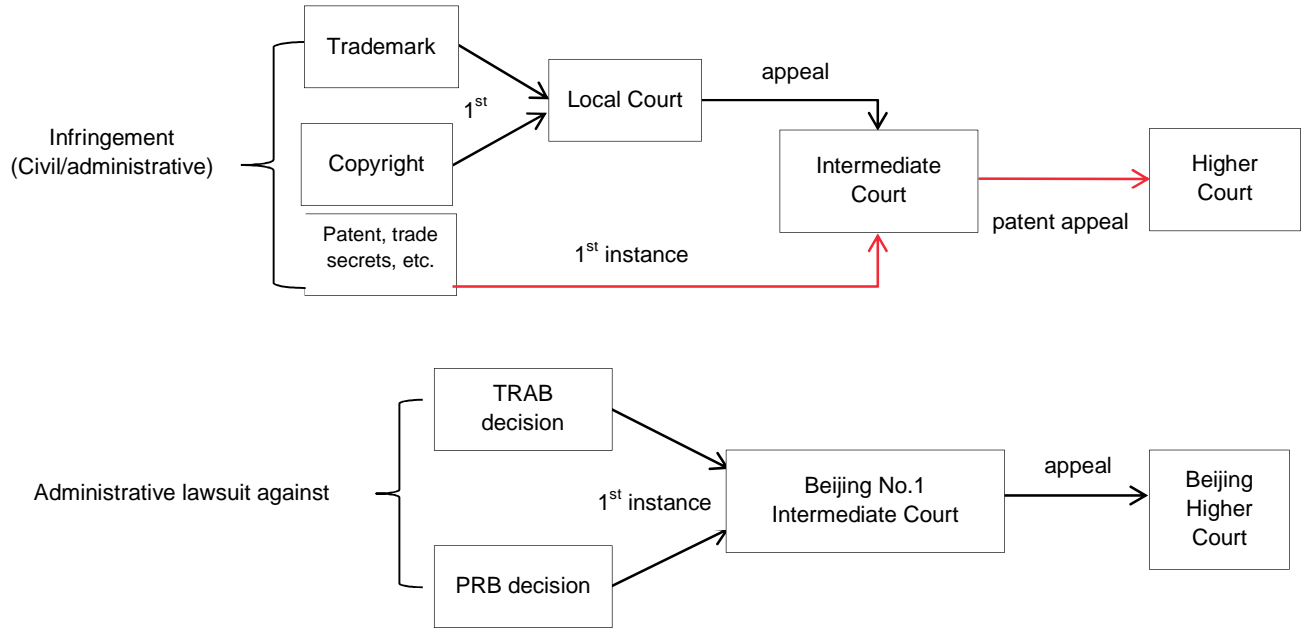 Infringement
(Civil/administrative)
Trademark
Copyright
Patent, trade
secrets, etc.
1st
Local Court
appeal
1st instance
Intermediate
Court
patent appeal
Higher
Court
Administrative lawsuit against
TRAB
decision
PRB decision
1st instance
Beijing No.1
Intermediate Court
appeal
Beijing
Higher
Court